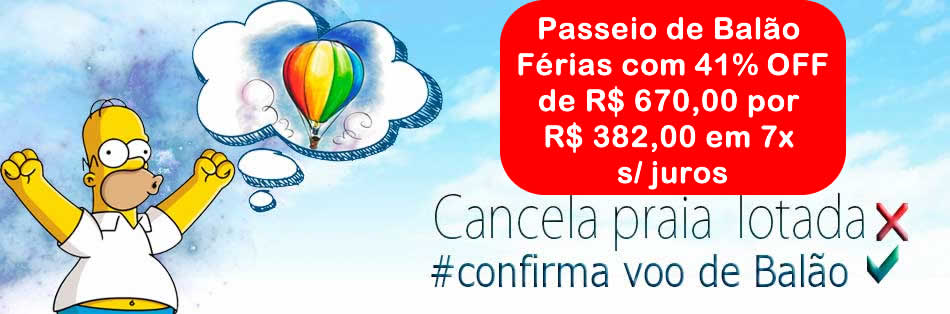 Passeio de Balão
Férias com 41% OFF
de R$ 670,00 por
R$ 382,00 em 7x
s/ juros
Cancela praia lotada
#confirma voo de Balão